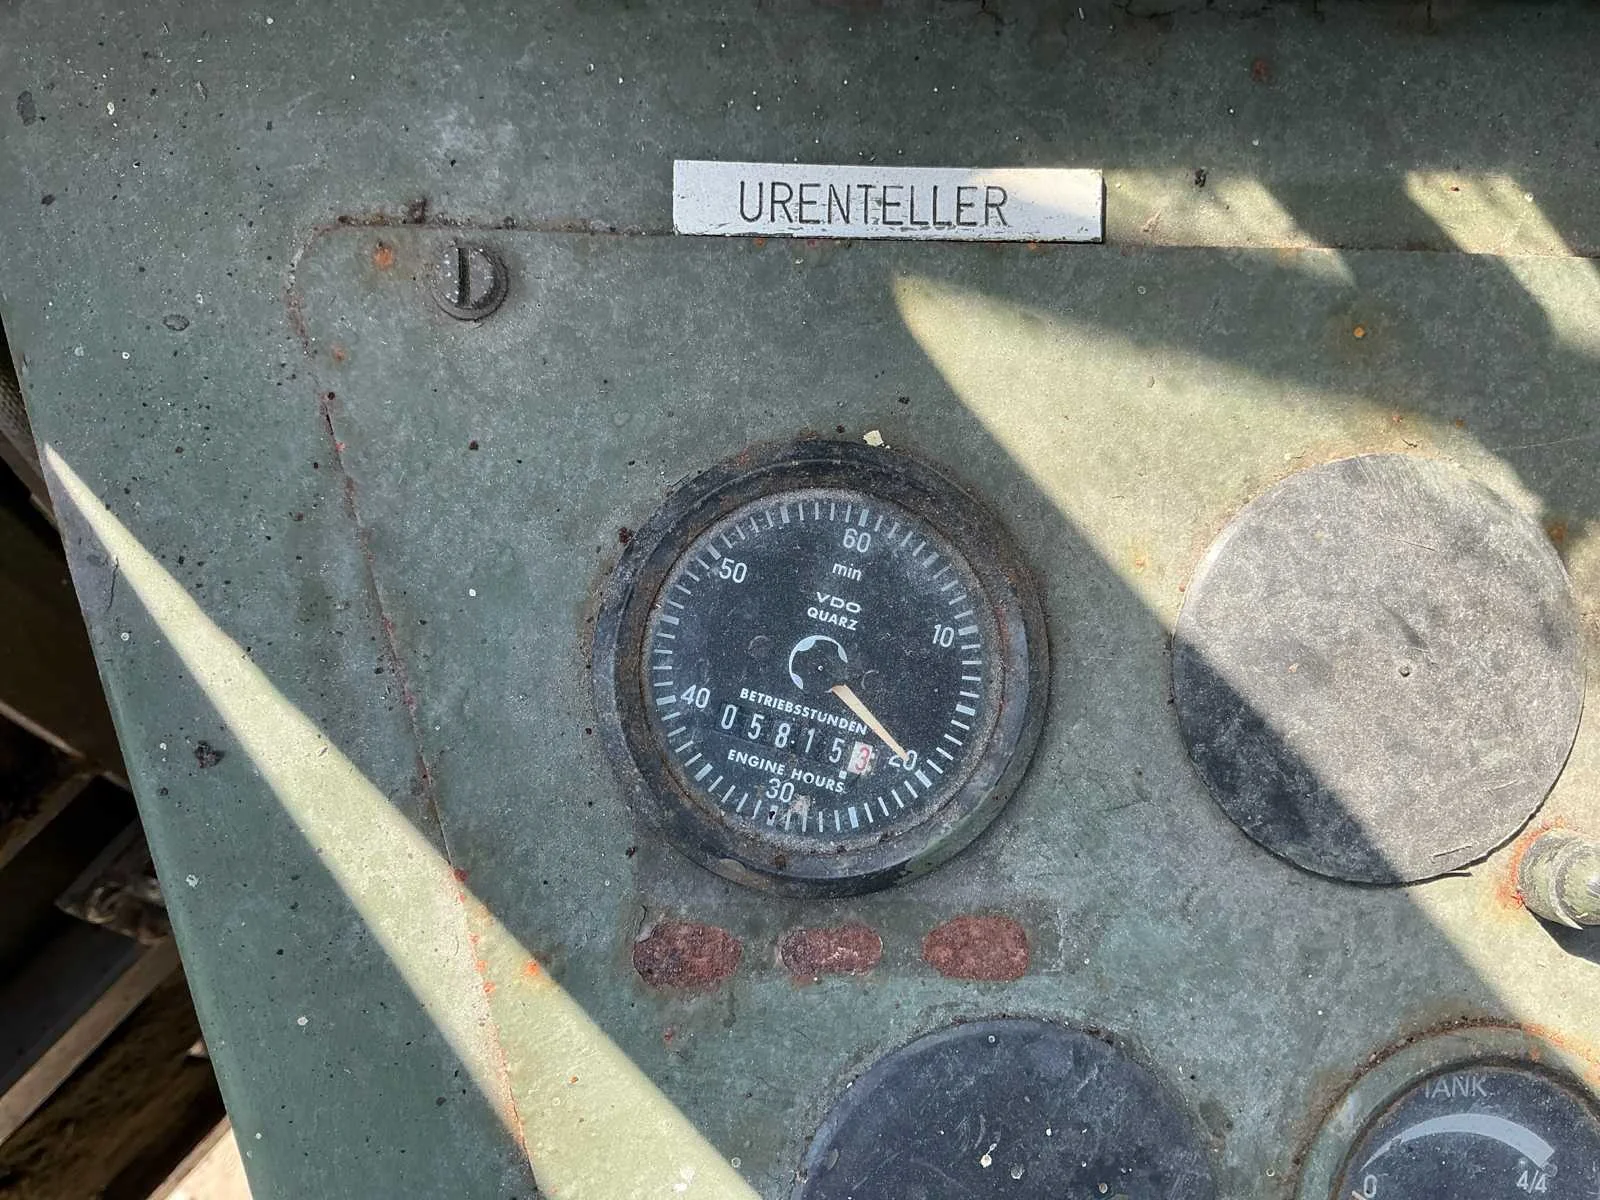 URENTELLER
60
min
50
VDO
QUARZ
10
40
BETRIEBSSTUNDEN
058153
20
ENGINE HOURS
30
TANK
0
4/4